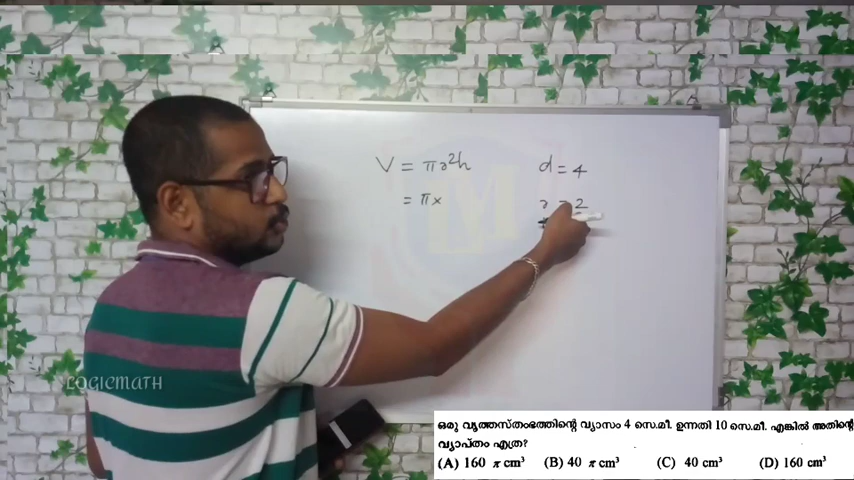 V = πr²h
d = 4
= π×
r = 2
LOGICMATH
ഒരു വൃത്തസ്തംഭത്തിന്റെ വ്യാസം 4 സെ.മീ. ഉന്നതി 10 സെ.മീ. എങ്കിൽ അതിന്റെ
വ്യാപ്തം എത്ര?
(A) 160 π cm³ (B) 40 π cm³ (C) 40 cm³ (D) 160 cm³